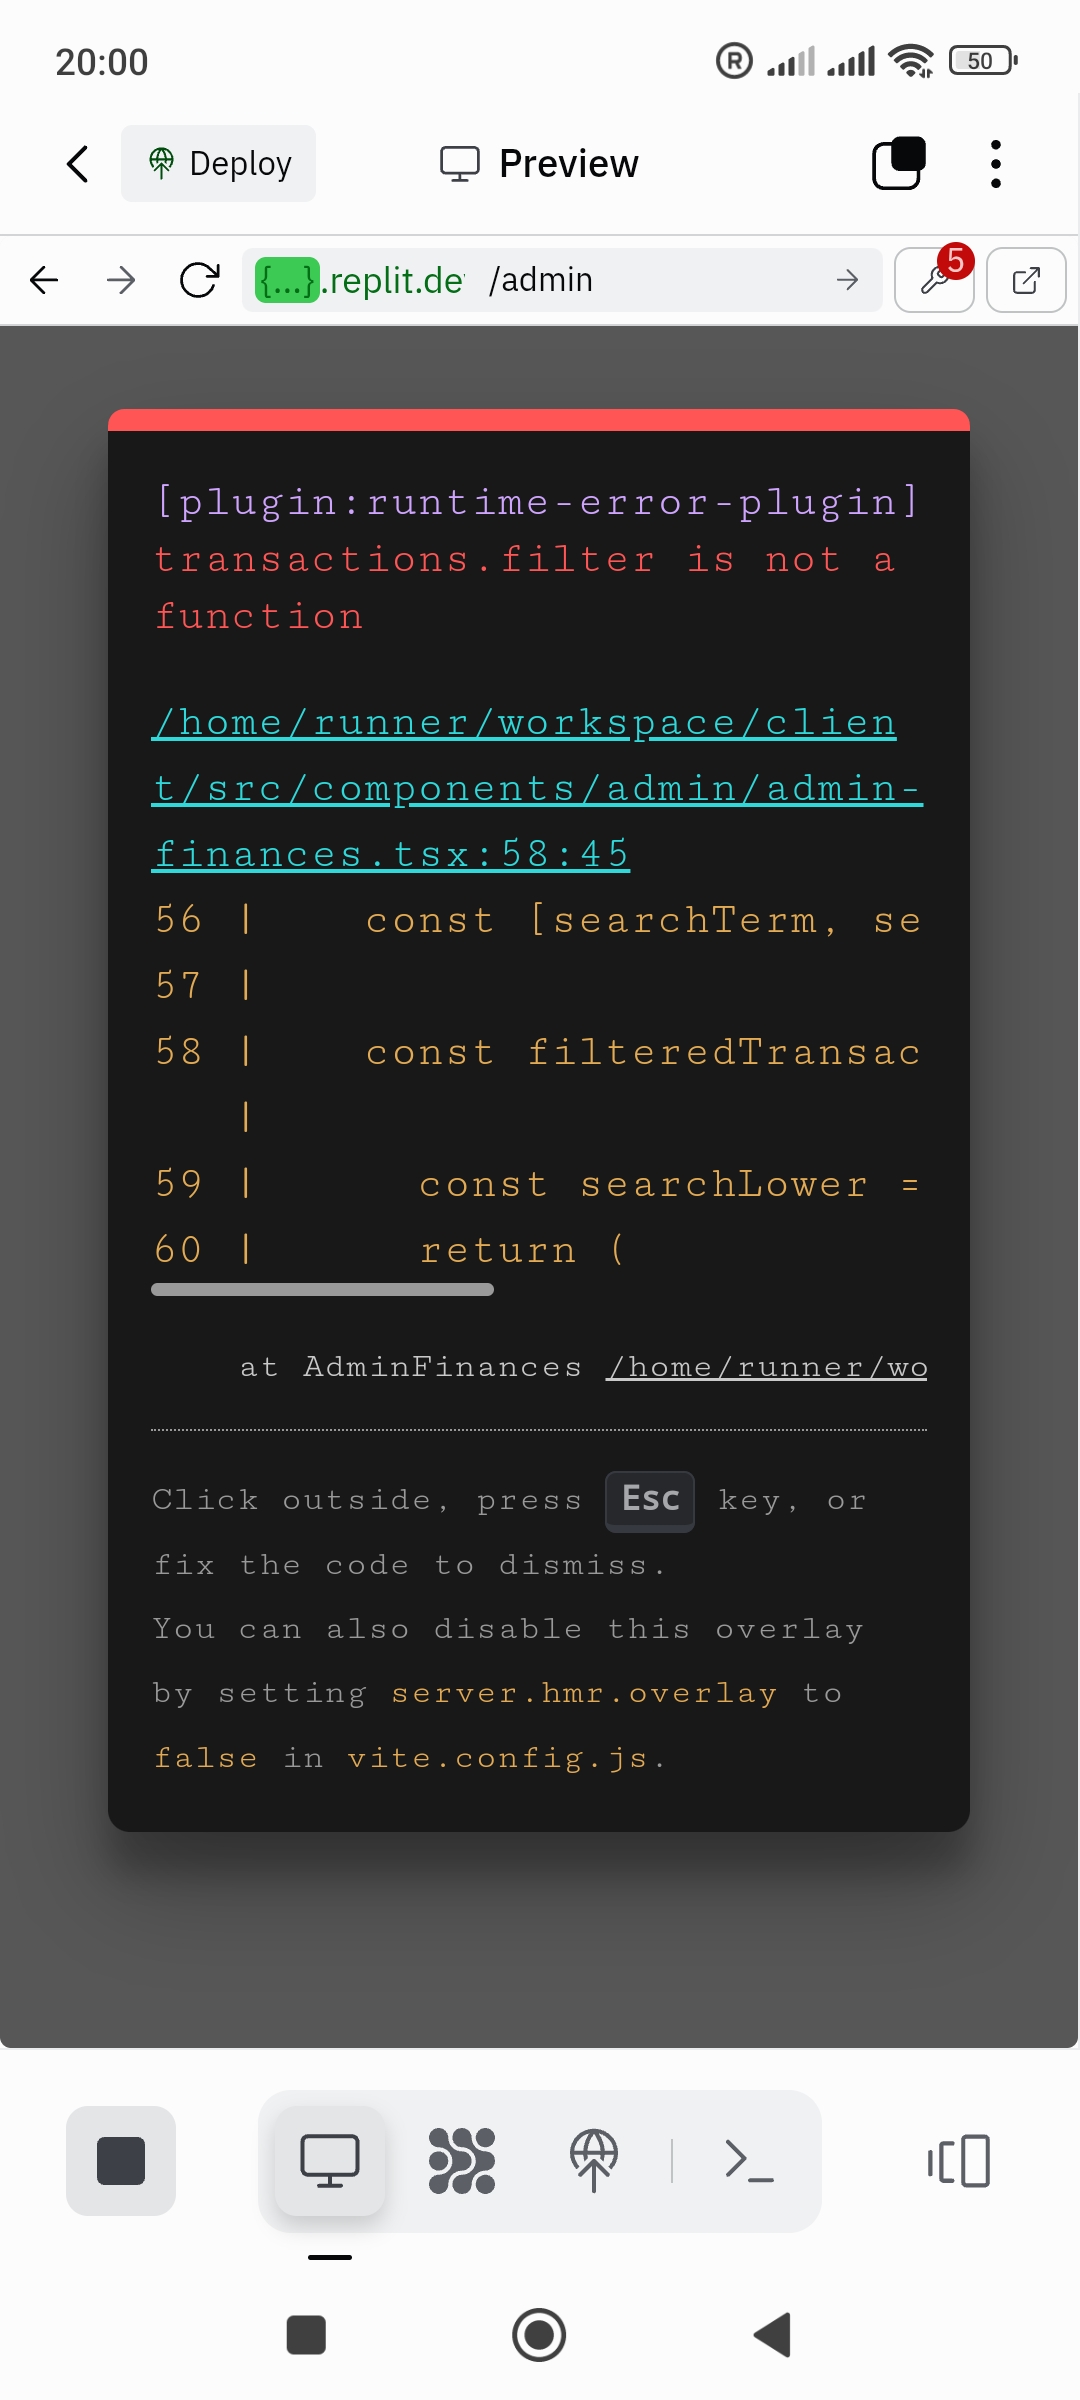 20:00
R
50
Deploy
Preview
{...}.replit.de /admin
5
[plugin:runtime-error-plugin]
transactions.filter is not a
function
/home/runner/workspace/clien
t/src/components/admin/admin-
finances.tsx:58:45
56 | const [searchTerm, se
57 |
58 | const filteredTransac
|
59 | const searchLower =
60 | return (
at AdminFinances /home/runner/wo
Click outside, press Esc key, or
fix the code to dismiss.
You can also disable this overlay
by setting server.hmr.overlay to
false in vite.config.js.